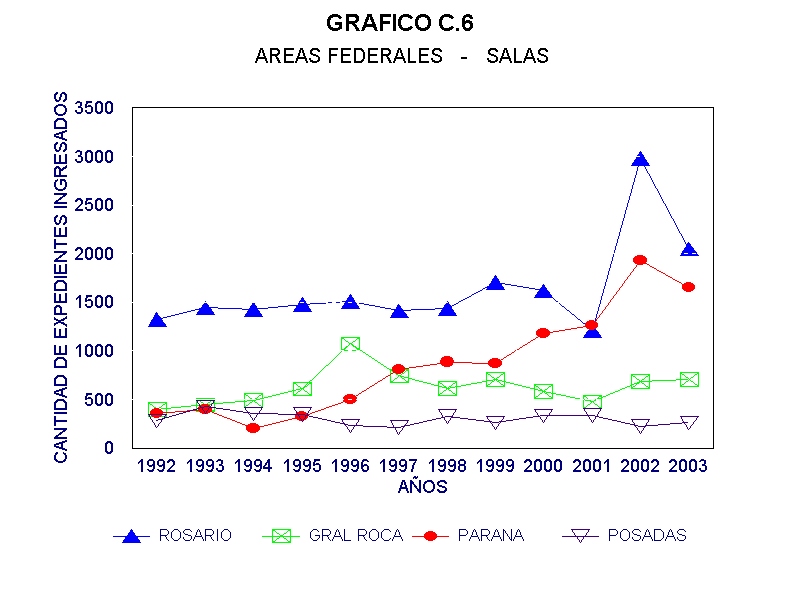 GRAFICO C.6
AREAS FEDERALES - SALAS
CANTIDAD DE EXPEDIENTES INGRESADOS
3500
3000
2500
2000
1500
1000
500
0
1992 1993 1994 1995 1996 1997 1998 1999 2000 2001 2002 2003
AÑOS
ROSARIO GRAL ROCA PARANA POSADAS